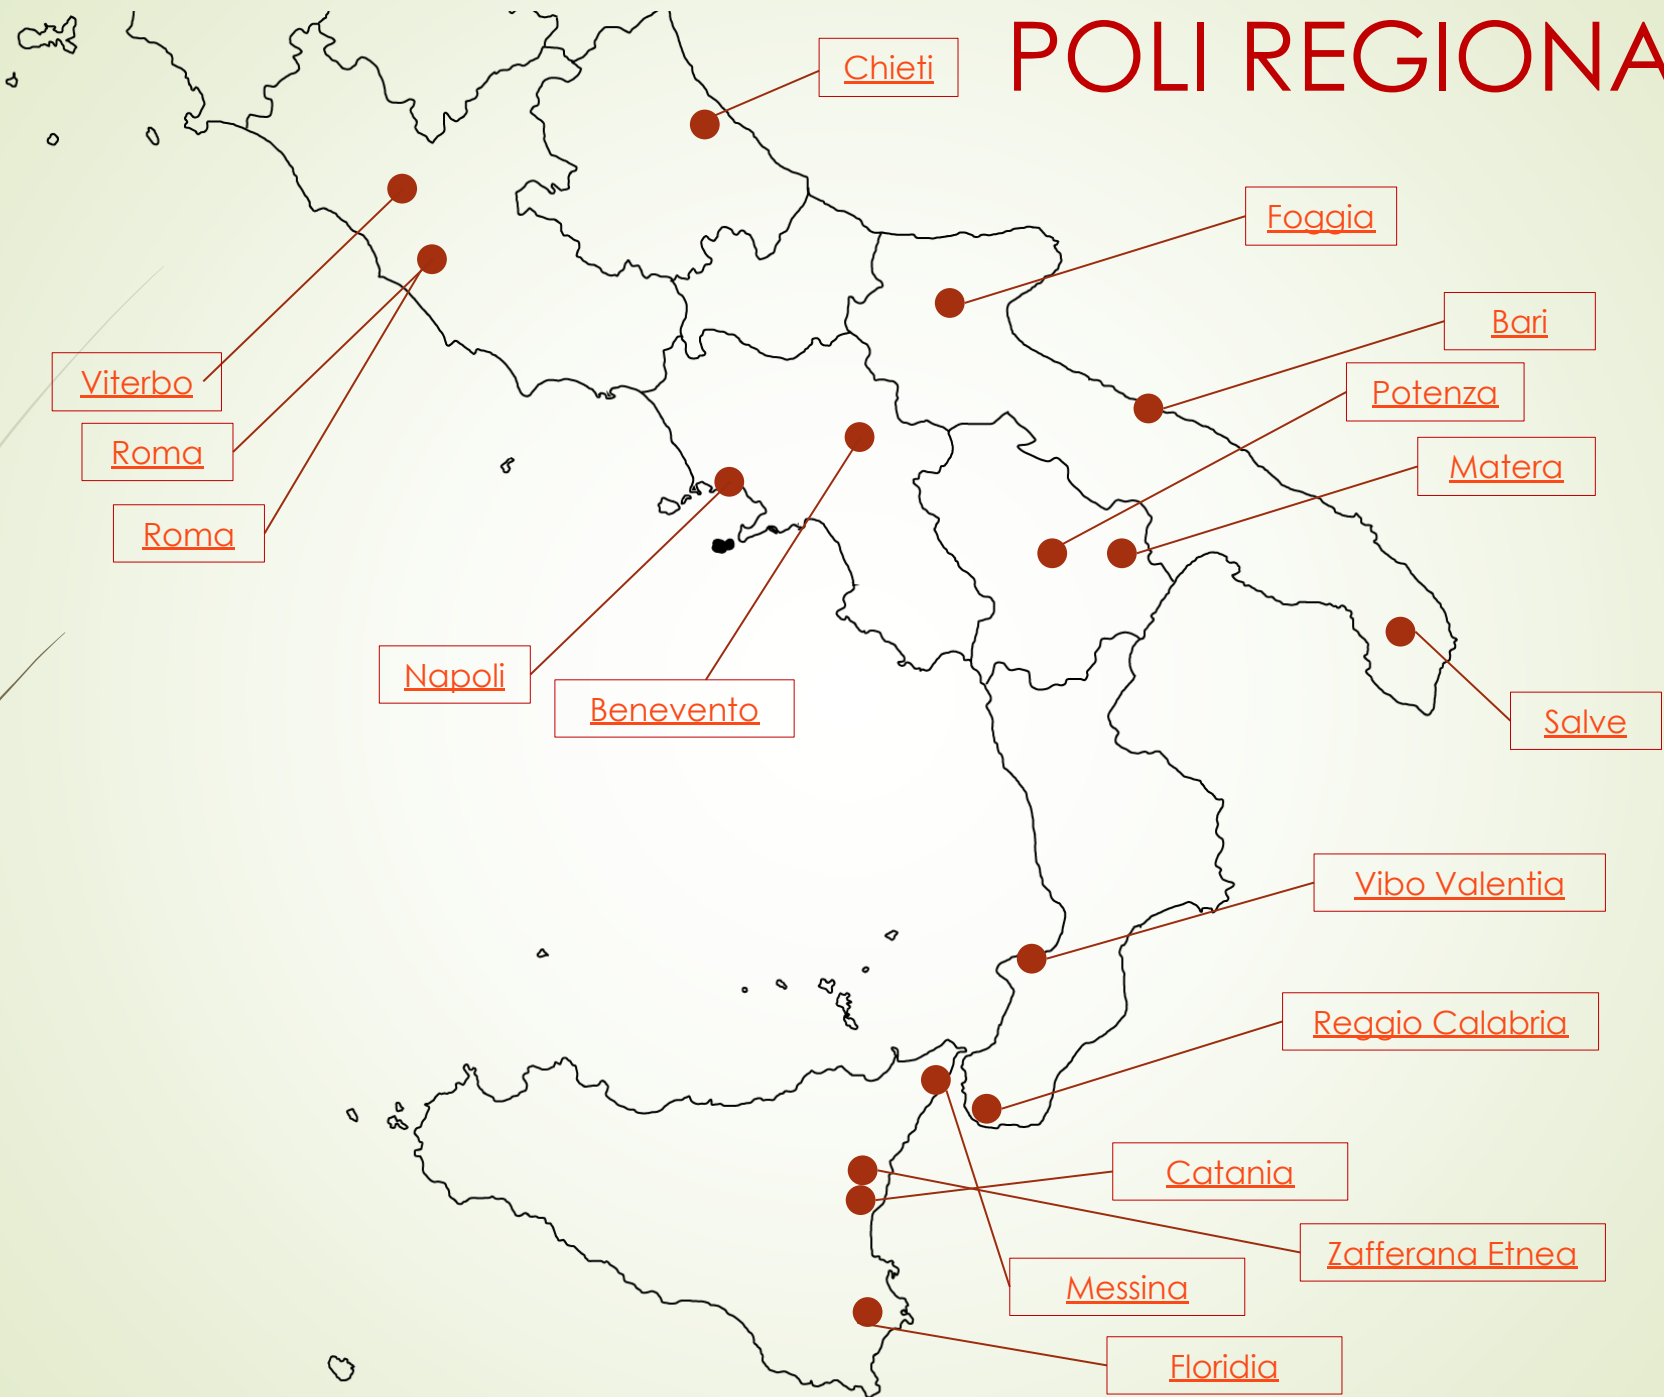 POLI REGIONA
Chieti
Foggia
Bari
Viterbo
Potenza
Roma
Matera
Roma
Napoli
Benevento
Salve
Vibo Valentia
Reggio Calabria
Catania
Zafferana Etnea
Messina
Floridia